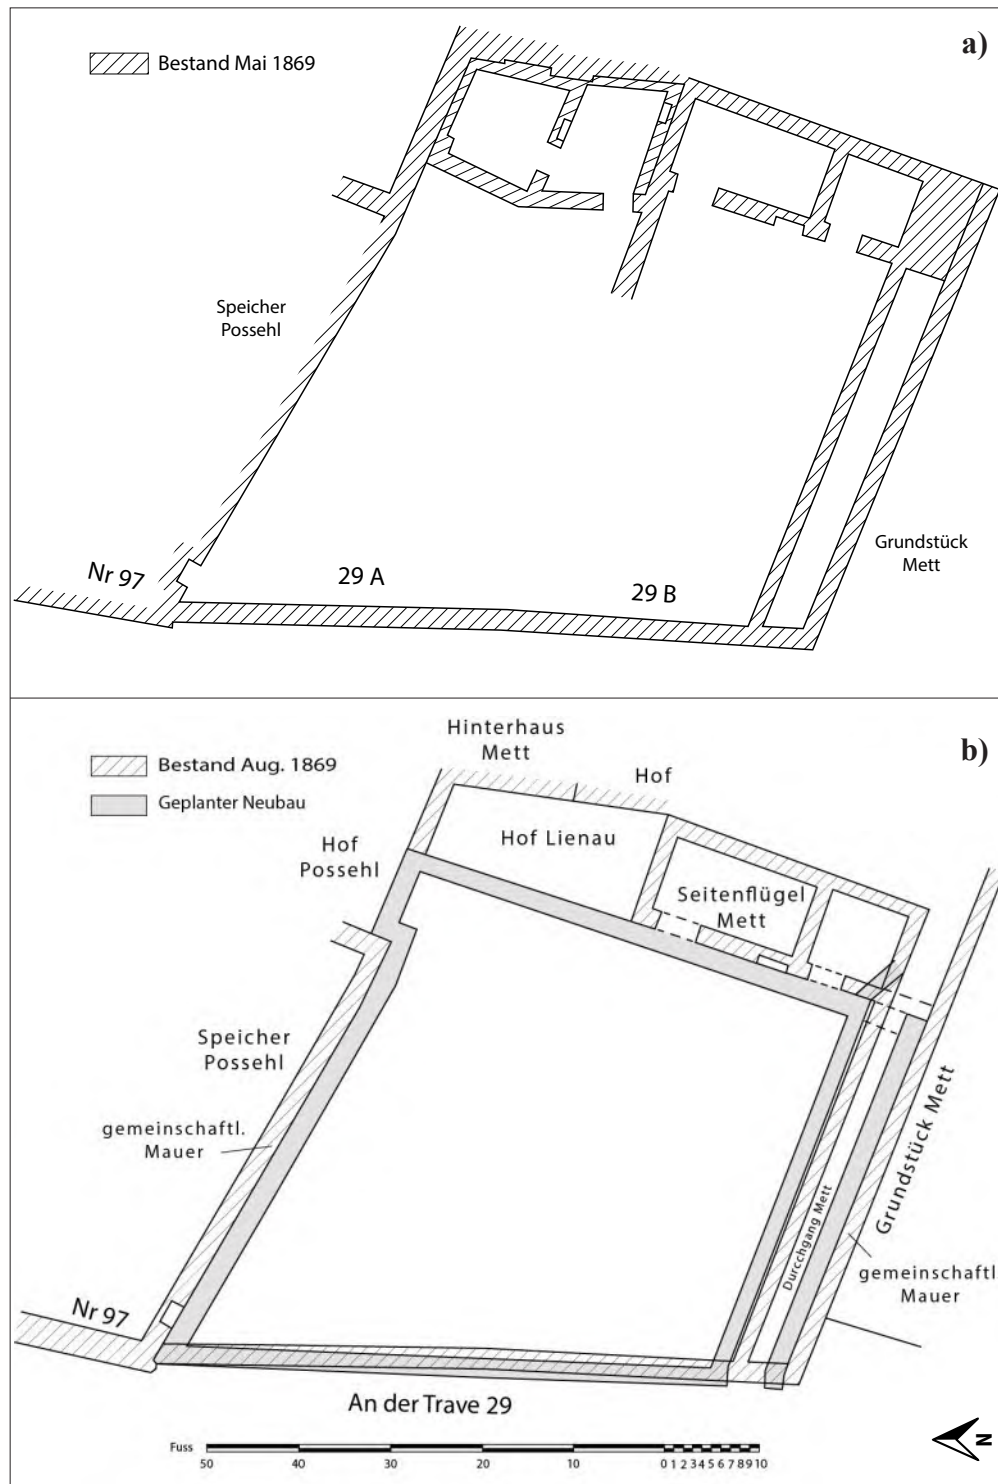 a)
Bestand Mai 1869
Speicher
Possehl
Nr 97
29 A
29 B
Grundstück
Mett
b)
Hinterhaus
Mett
Hof
Bestand Aug. 1869
Geplanter Neubau
Hof
Possehl
Hof Lienau
Seitenflügel
Mett
Speicher
Possehl
gemeinschaftl.
Mauer
Grundstück Mett
Durcchgang Mett
gemeinschaftl.
Mauer
Nr 97
An der Trave 29
Fuss
50 40 30 20 10 0 1 2 3 4 5 6 7 8 9 10
N